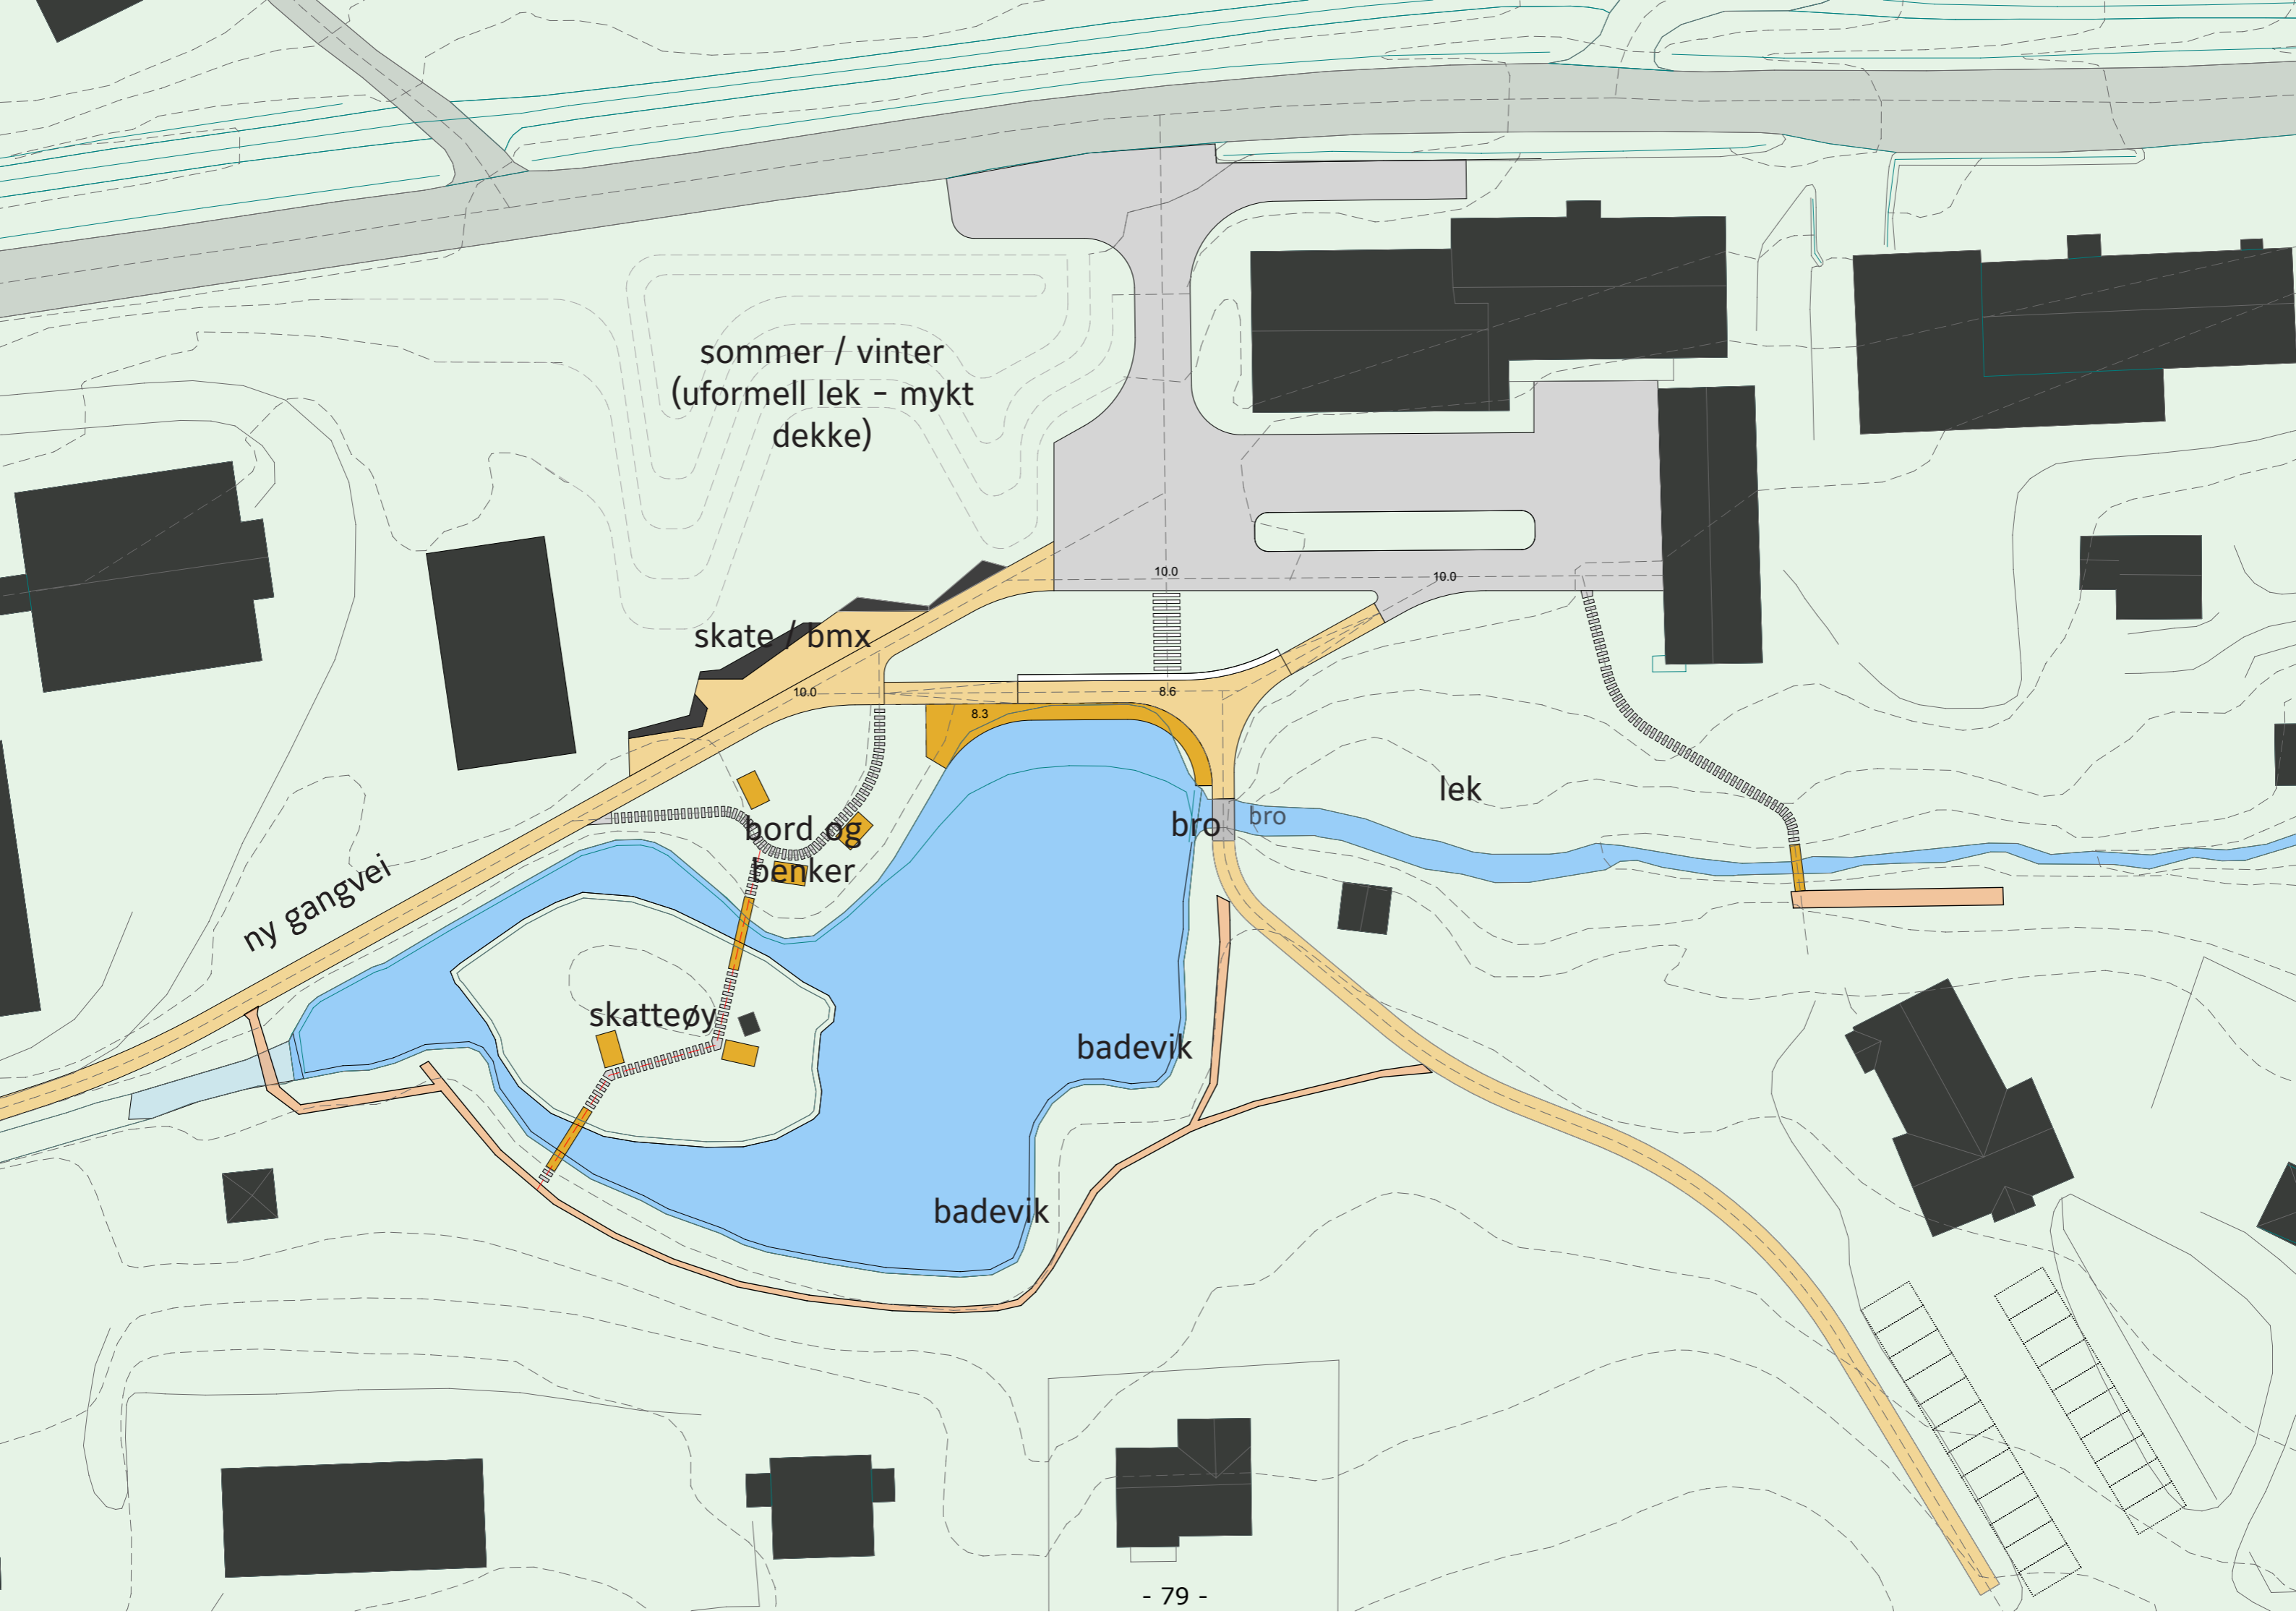 sommer / vinter
(uformell lek - mykt
dekke)
10.0
10.0
skate / bmx
10.0
8.6
8.3
lek
bro
bro
bord og
benker
ny gangvei
skatteøy
badevik
badevik
- 79 -